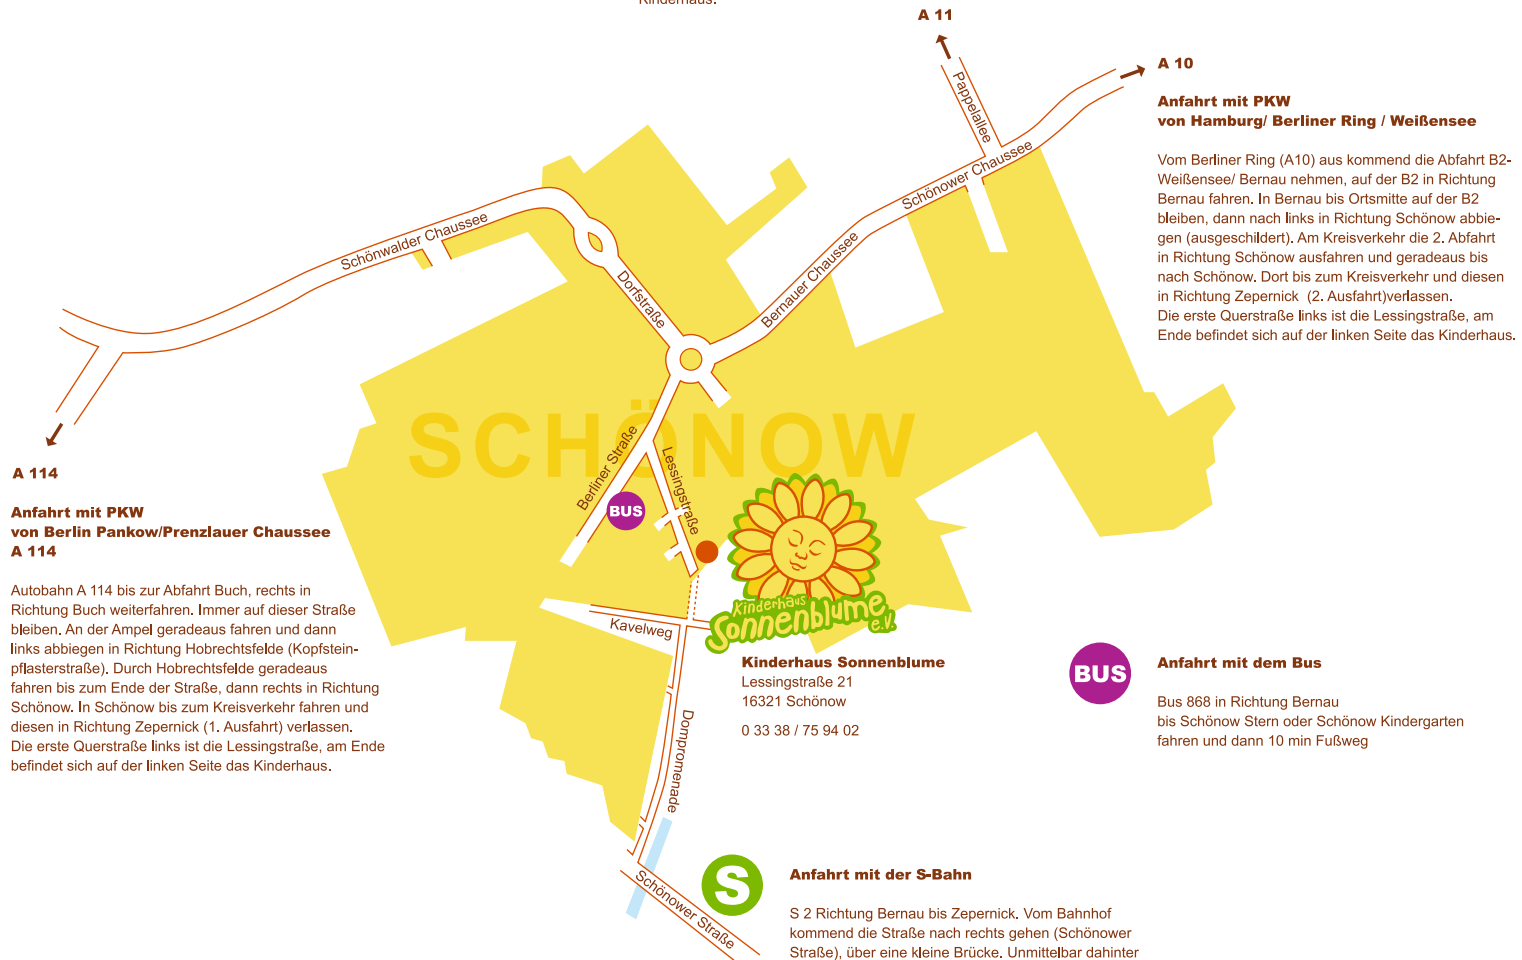 Kinderhaus.
A 11
A 10
Anfahrt mit PKW
von Hamburg/ Berliner Ring / Weißensee
Vom Berliner Ring (A10) aus kommend die Abfahrt B2-
Weißensee/ Bernau nehmen, auf der B2 in Richtung
Bernau fahren. In Bernau bis Ortsmitte auf der B2
bleiben, dann nach links in Richtung Schönow abbie-
gen (ausgeschildert). Am Kreisverkehr die 2. Abfahrt
in Richtung Schönow ausfahren und geradeaus bis
nach Schönow. Dort bis zum Kreisverkehr und diesen
in Richtung Zepernick (2. Ausfahrt)verlassen.
Die erste Querstraße links ist die Lessingstraße, am
Ende befindet sich auf der linken Seite das Kinderhaus.
Pappelallee
Schönower Chaussee
Bernauer Chaussee
Schönwalder Chaussee
Dorfstraße
SCHÖNOW
Berliner Straße
Lessingstraße
BUS
A 114
Anfahrt mit PKW
von Berlin Pankow/Prenzlauer Chaussee
A 114
Autobahn A 114 bis zur Abfahrt Buch, rechts in
Richtung Buch weiterfahren. Immer auf dieser Straße
bleiben. An der Ampel geradeaus fahren und dann
links abbiegen in Richtung Hobrechtsfelde (Kopfstein-
pflasterstraße). Durch Hobrechtsfelde geradeaus
fahren bis zum Ende der Straße, dann rechts in Richtung
Schönow. In Schönow bis zum Kreisverkehr fahren und
diesen in Richtung Zepernick (1. Ausfahrt) verlassen.
Die erste Querstraße links ist die Lessingstraße, am Ende
befindet sich auf der linken Seite das Kinderhaus.
Kavelweg
Kinderhaus
Sonnenblume
e.V.
Kinderhaus Sonnenblume
Lessingstraße 21
16321 Schönow
0 33 38 / 75 94 02
Dompromenade
BUS
Anfahrt mit dem Bus
Bus 868 in Richtung Bernau
bis Schönow Stern oder Schönow Kindergarten
fahren und dann 10 min Fußweg
Schönower Straße
S
Anfahrt mit der S-Bahn
S 2 Richtung Bernau bis Zepernick. Vom Bahnhof
kommend die Straße nach rechts gehen (Schönower
Straße), über eine kleine Brücke. Unmittelbar dahinter